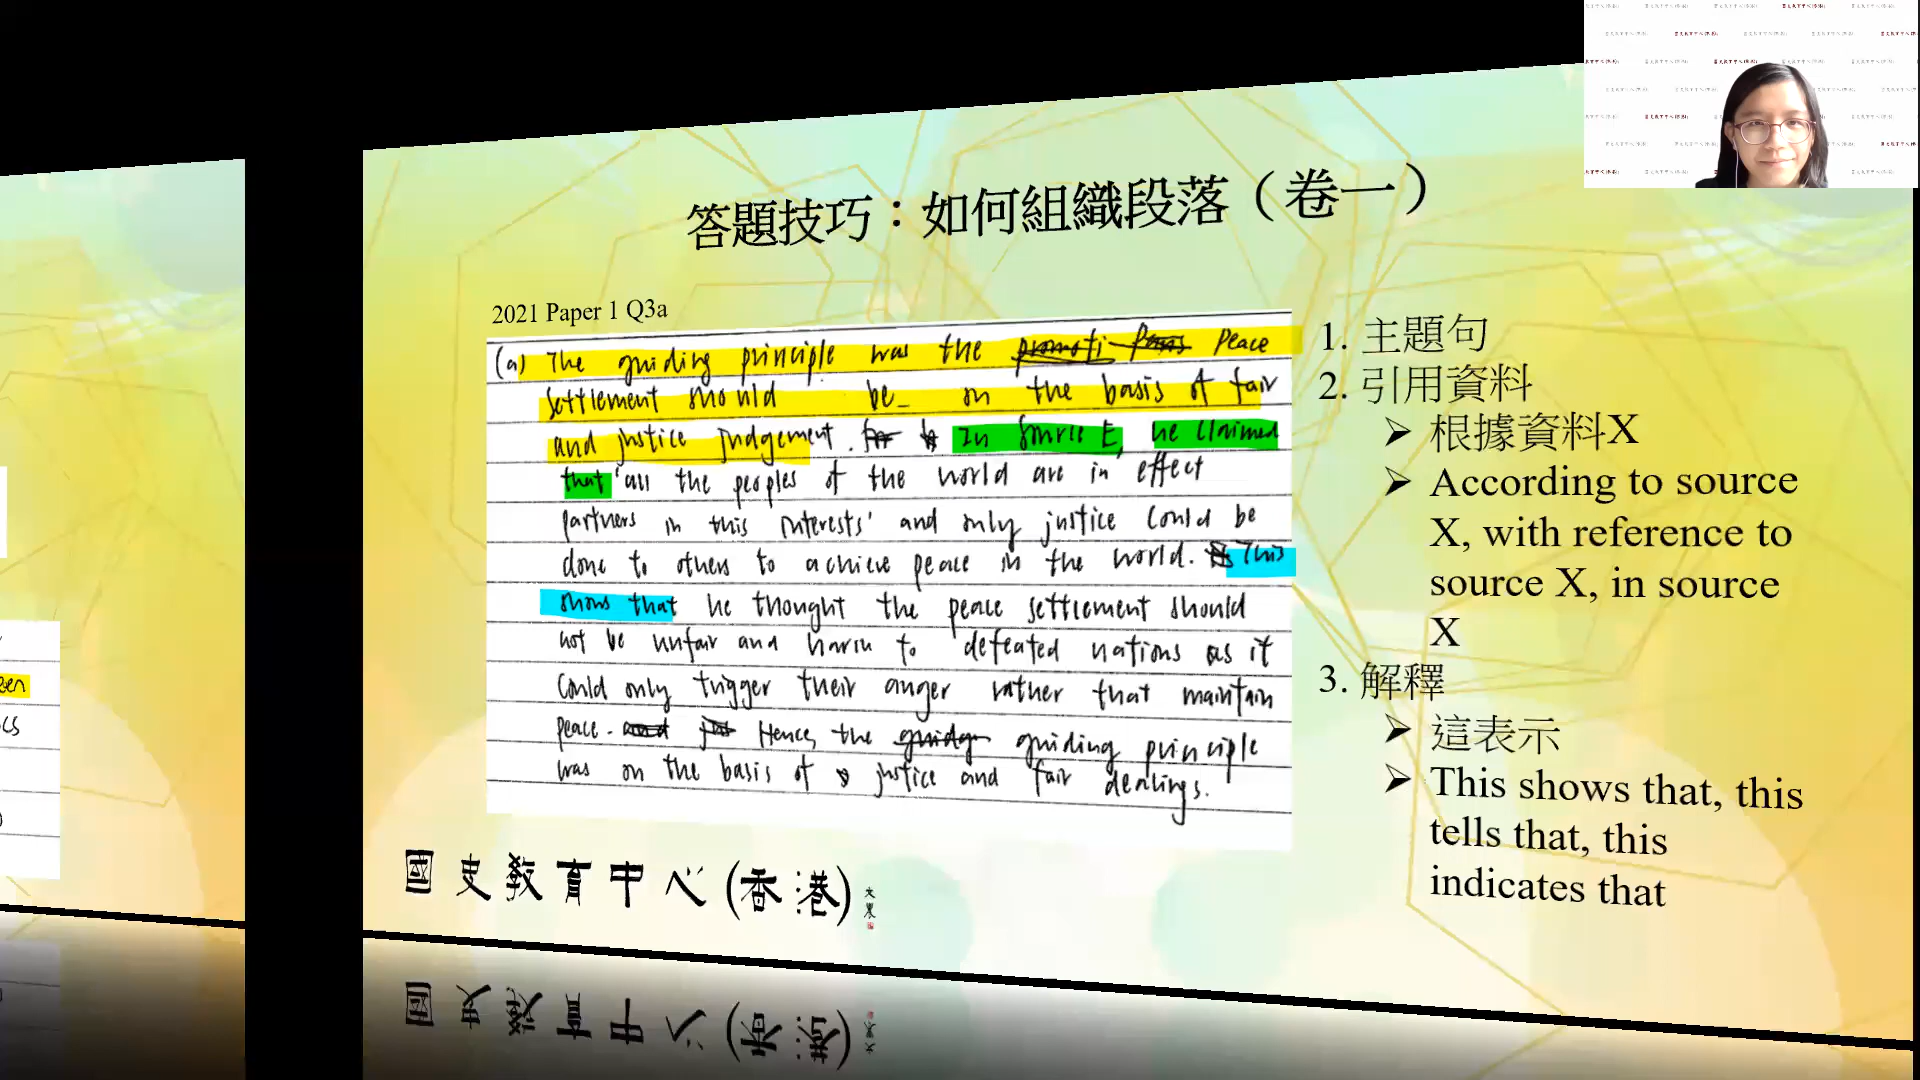 答題技巧：如何組織段落（卷一）
2021 Paper 1 Q3a
(a) The guiding principle was the promoti Peace
settlement should be on the basis of fair
and justice judgement. In Source E, he claimed
that 'all the peoples of the world are in effect
partners in this interests' and only justice could be
done to others to achieve peace in the world. This
shows that he thought the peace settlement should
not be unfair and harsh to defeated nations as it
could only trigger their anger rather that maintain
peace. and Hence, the guiding principle
was on the basis of justice and fair dealings.
1. 主題句
2. 引用資料
根據資料X
According to source
X, with reference to
source X, in source
X
3. 解釋
這表示
This shows that, this
tells that, this
indicates that
國史教育中心(香港)